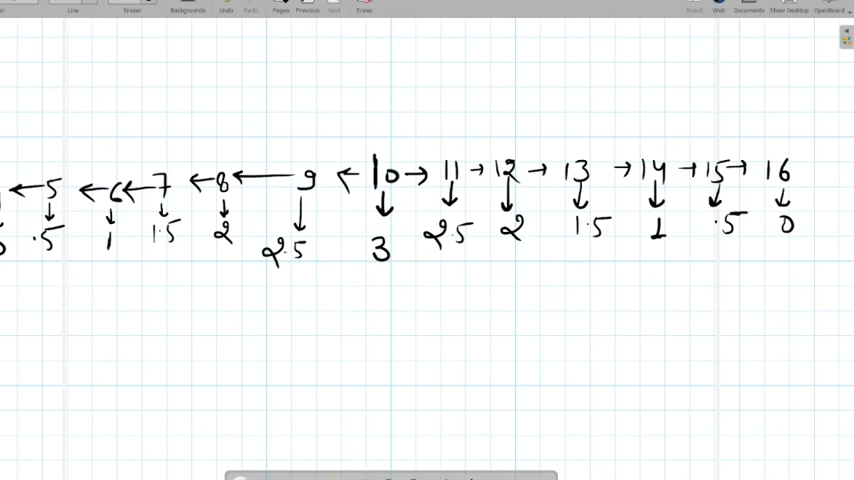 Line Eraser Backgrounds Undo Redo Pages Previous Next Erase Board Web Documents Show Desktop OpenBoard
← 5 ← 6 ← 7 ← 8 ← 9 ← 10 → 11 → 12 → 13 → 14 → 15 → 16
↓ ↓ ↓ ↓ ↓ ↓ ↓ ↓ ↓ ↓ ↓ ↓
.5 1 1.5 2 2.5 3 2.5 2 1.5 1 .5 0